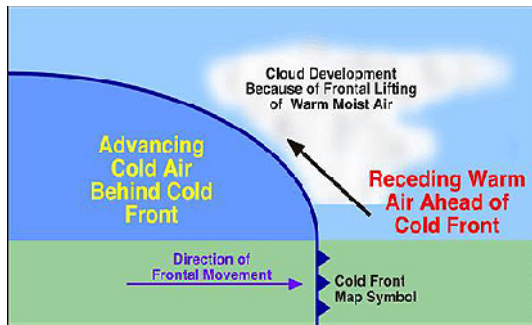 Cloud Development
Because of Frontal Lifting
of Warm Moist Air
Advancing
Cold Air
Behind Cold
Front
Receding Warm
Air Ahead of
Cold Front
Direction of
Frontal Movement
Cold Front
Map Symbol